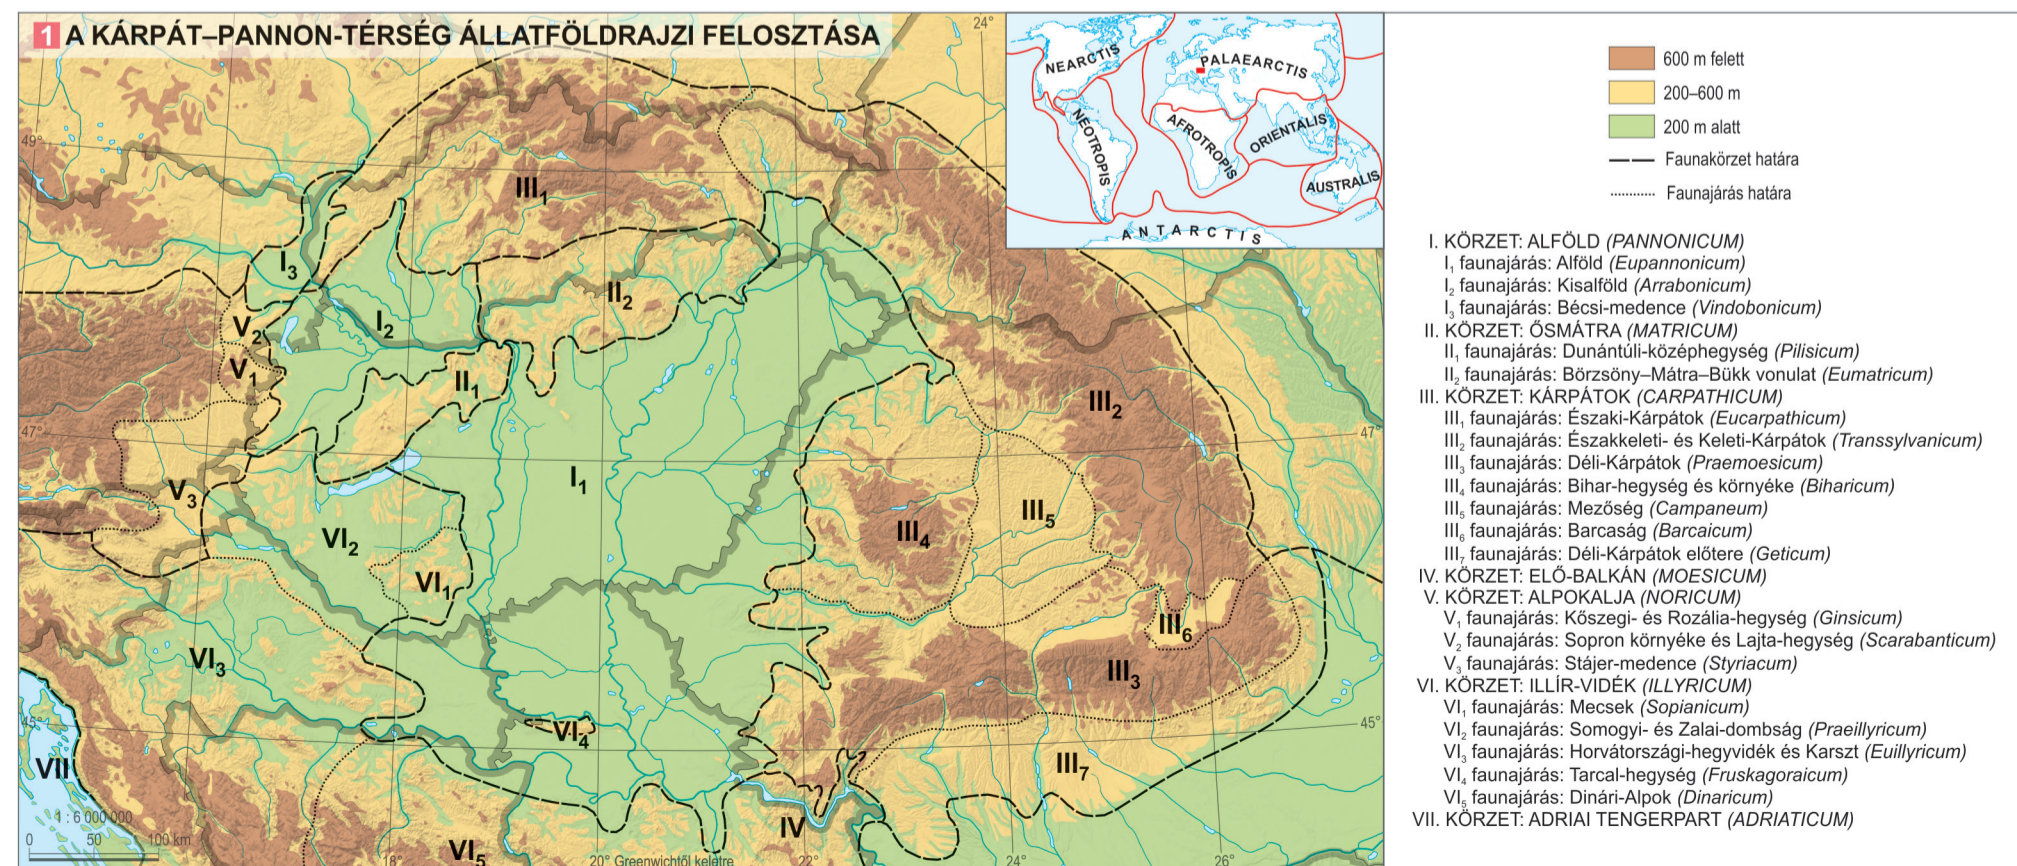 1 A KÁRPÁT–PANNON-TÉRSÉG ÁLLATFÖLDRAJZI FELOSZTÁSA
24°
NEARCTIS
PALAEARCTIS
NEOTROPIS
AFROTROPIS
ORIENTALIS
AUSTRALIS
ANTARCTIS
49°
III₁
I₃
II₂
I₂
V₂
V₁
II₁
III₂
47°
47°
I₁
V₃
III₅
III₄
VI₂
VI₁
III₆
VI₃
III₃
45°
45°
VI₄
VII
III₇
IV
VI₅
1 : 6 000 000
0 50 100 km
18° 20° Greenwichtől keletre 22° 24° 26°
600 m felett
200–600 m
200 m alatt
Faunakörzet határa
Faunajárás határa
I. KÖRZET: ALFÖLD (PANNONICUM)
I₁ faunajárás: Alföld (Eupannonicum)
I₂ faunajárás: Kisalföld (Arrabonicum)
I₃ faunajárás: Bécsi-medence (Vindobonicum)
II. KÖRZET: ŐSMÁTRA (MATRICUM)
II₁ faunajárás: Dunántúli-középhegység (Pilisicum)
II₂ faunajárás: Börzsöny–Mátra–Bükk vonulat (Eumatricum)
III. KÖRZET: KÁRPÁTOK (CARPATHICUM)
III₁ faunajárás: Északi-Kárpátok (Eucarpathicum)
III₂ faunajárás: Északkeleti- és Keleti-Kárpátok (Transsylvanicum)
III₃ faunajárás: Déli-Kárpátok (Praemoesicum)
III₄ faunajárás: Bihar-hegység és környéke (Biharicum)
III₅ faunajárás: Mezőség (Campaneum)
III₆ faunajárás: Barcaság (Barcaicum)
III₇ faunajárás: Déli-Kárpátok előtere (Geticum)
IV. KÖRZET: ELŐ-BALKÁN (MOESICUM)
V. KÖRZET: ALPOKALJA (NORICUM)
V₁ faunajárás: Kőszegi- és Rozália-hegység (Ginsicum)
V₂ faunajárás: Sopron környéke és Lajta-hegység (Scarabanticum)
V₃ faunajárás: Stájer-medence (Styriacum)
VI. KÖRZET: ILLÍR-VIDÉK (ILLYRICUM)
VI₁ faunajárás: Mecsek (Sopianicum)
VI₂ faunajárás: Somogyi- és Zalai-dombság (Praeillyricum)
VI₃ faunajárás: Horvátországi-hegyvidék és Karszt (Euillyricum)
VI₄ faunajárás: Tarcal-hegység (Fruskagoraicum)
VI₅ faunajárás: Dinári-Alpok (Dinaricum)
VII. KÖRZET: ADRIAI TENGERPART (ADRIATICUM)